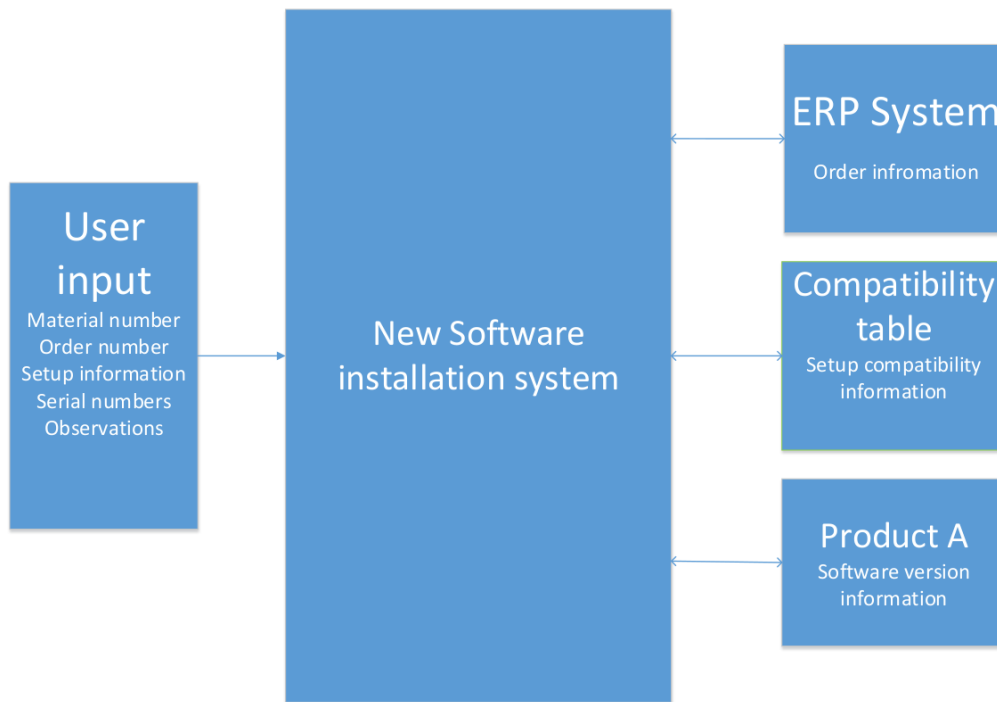 User
input
Material number
Order number
Setup information
Serial numbers
Observations
New Software
installation system
ERP System
Order infromation
Compatibility
table
Setup compatibility
information
Product A
Software version
information